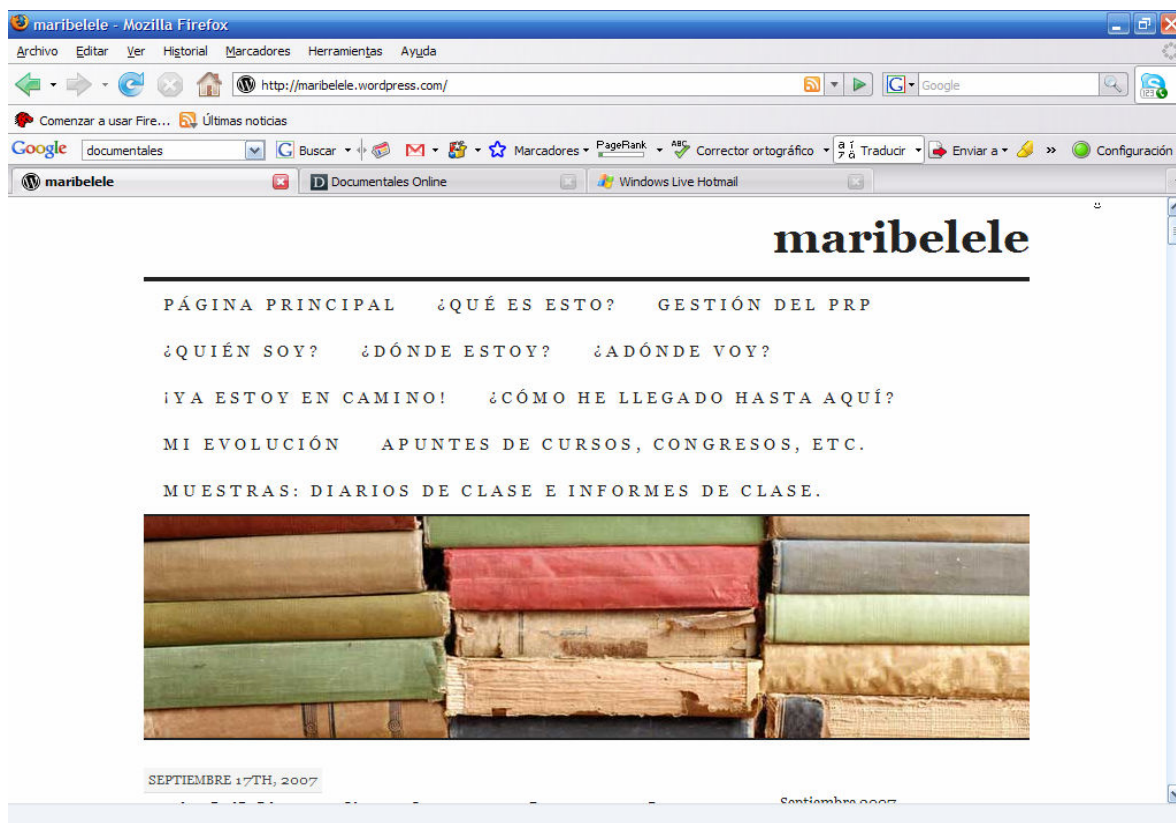 maribelele - Mozilla Firefox
Archivo Editar Ver Historial Marcadores Herramientas Ayuda
http://maribelele.wordpress.com/ G Google
Comenzar a usar Fire... Últimas noticias
Google documentales G Buscar Marcadores PageRank ABC Corrector ortográfico Traducir Enviar a » Configuración
maribelele D Documentales Online Windows Live Hotmail
maribelele
PÁGINA PRINCIPAL ¿QUÉ ES ESTO? GESTIÓN DEL PRP
¿QUIÉN SOY? ¿DÓNDE ESTOY? ¿ADÓNDE VOY?
¡YA ESTOY EN CAMINO! ¿CÓMO HE LLEGADO HASTA AQUÍ?
MI EVOLUCIÓN APUNTES DE CURSOS, CONGRESOS, ETC.
MUESTRAS: DIARIOS DE CLASE E INFORMES DE CLASE.
SEPTIEMBRE 17TH, 2007
Septiembre 2007